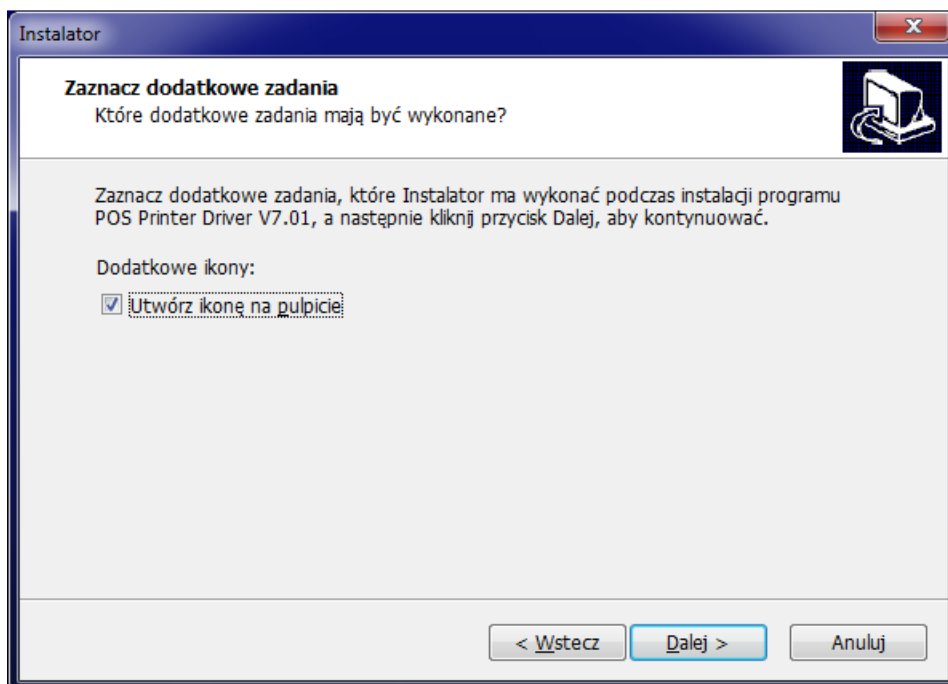 Instalator
Zaznacz dodatkowe zadania
Które dodatkowe zadania mają być wykonane?
Zaznacz dodatkowe zadania, które Instalator ma wykonać podczas instalacji programu
POS Printer Driver V7.01, a następnie kliknij przycisk Dalej, aby kontynuować.
Dodatkowe ikony:
Utwórz ikonę na pulpicie
< Wstecz
Dalej >
Anuluj